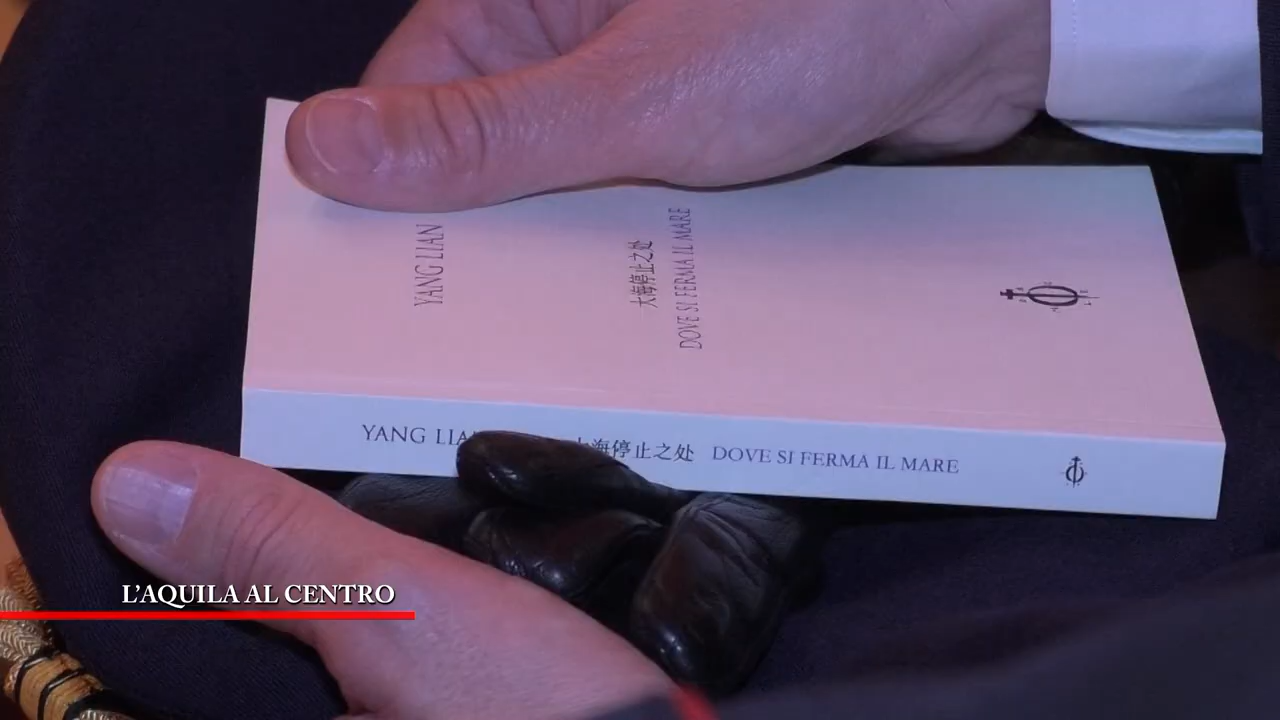 YANG LIAN
大海停止之处
DOVE SI FERMA IL MARE
YANG LIA
大海停止之处 DOVE SI FERMA IL MARE
L'AQUILA AL CENTRO